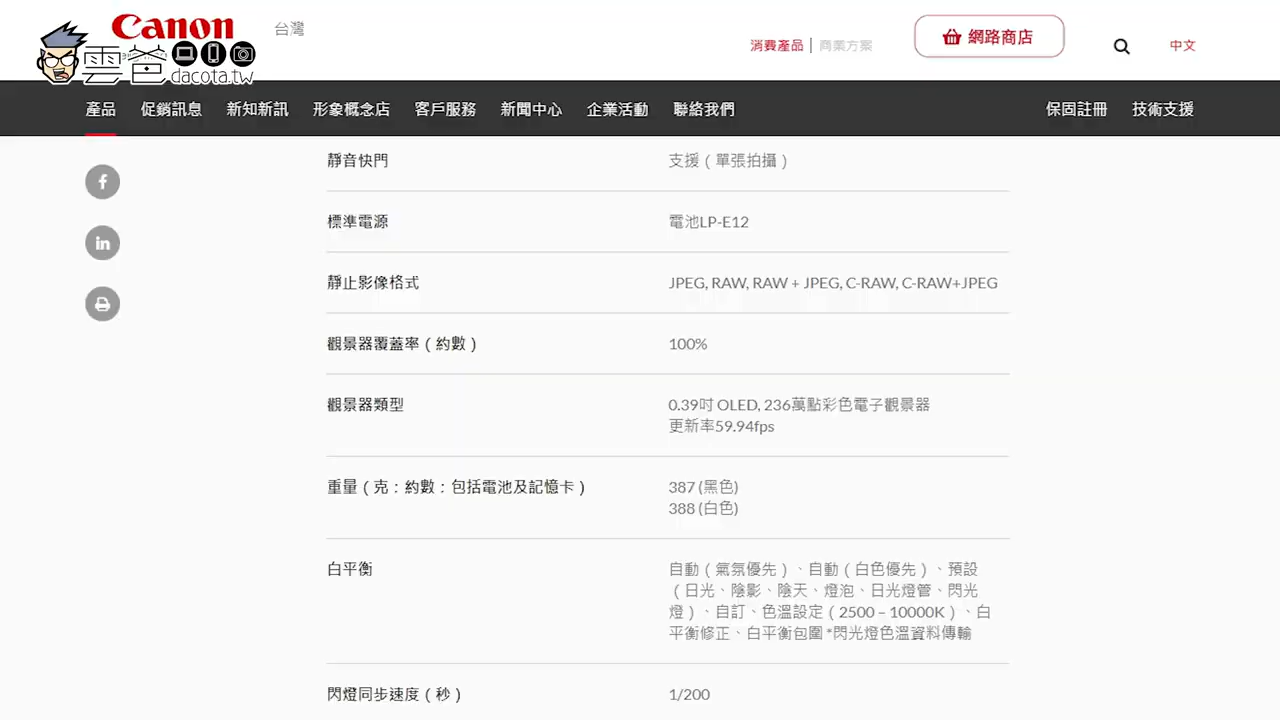 Canon
台灣
雲爸
dacota.tw
消費產品
商業方案
網路商店
中文
產品
促銷訊息
新知新訊
形象概念店
客戶服務
新聞中心
企業活動
聯絡我們
保固註冊
技術支援
靜音快門
支援（單張拍攝）
標準電源
電池LP-E12
靜止影像格式
JPEG, RAW, RAW + JPEG, C-RAW, C-RAW+JPEG
觀景器覆蓋率（約數）
100%
觀景器類型
0.39吋 OLED, 236萬點彩色電子觀景器
更新率59.94fps
重量（克：約數：包括電池及記憶卡）
387 (黑色)
388 (白色)
白平衡
自動（氣氛優先）、自動（白色優先）、預設
（日光、陰影、陰天、燈泡、日光燈管、閃光
燈）、自訂、色溫設定（2500 – 10000K）、白
平衡修正、白平衡包圍 *閃光燈色溫資料傳輸
閃燈同步速度（秒）
1/200